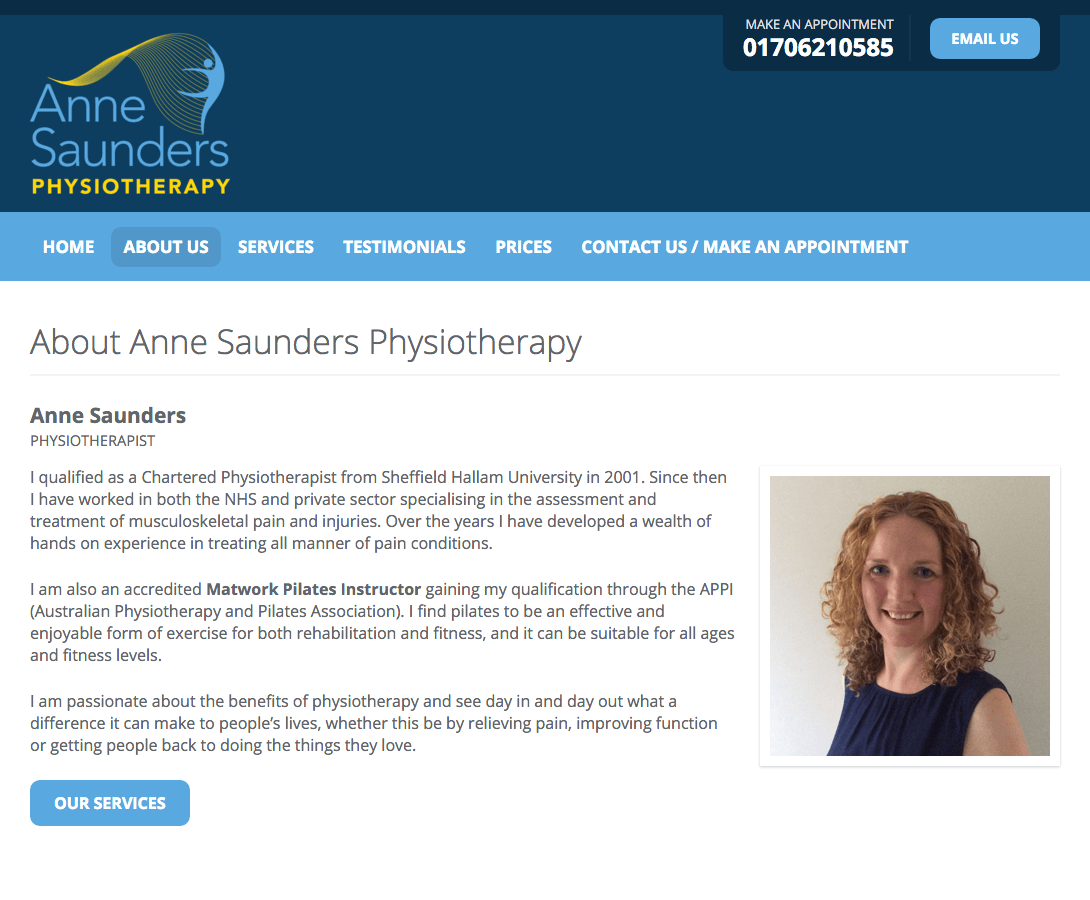 MAKE AN APPOINTMENT
01706210585
EMAIL US
Anne
Saunders
PHYSIOTHERAPY
HOME
ABOUT US
SERVICES
TESTIMONIALS
PRICES
CONTACT US / MAKE AN APPOINTMENT
About Anne Saunders Physiotherapy
Anne Saunders
PHYSIOTHERAPIST
I qualified as a Chartered Physiotherapist from Sheffield Hallam University in 2001. Since then
I have worked in both the NHS and private sector specialising in the assessment and
treatment of musculoskeletal pain and injuries. Over the years I have developed a wealth of
hands on experience in treating all manner of pain conditions.
I am also an accredited Matwork Pilates Instructor gaining my qualification through the APPI
(Australian Physiotherapy and Pilates Association). I find pilates to be an effective and
enjoyable form of exercise for both rehabilitation and fitness, and it can be suitable for all ages
and fitness levels.
I am passionate about the benefits of physiotherapy and see day in and day out what a
difference it can make to people’s lives, whether this be by relieving pain, improving function
or getting people back to doing the things they love.
OUR SERVICES